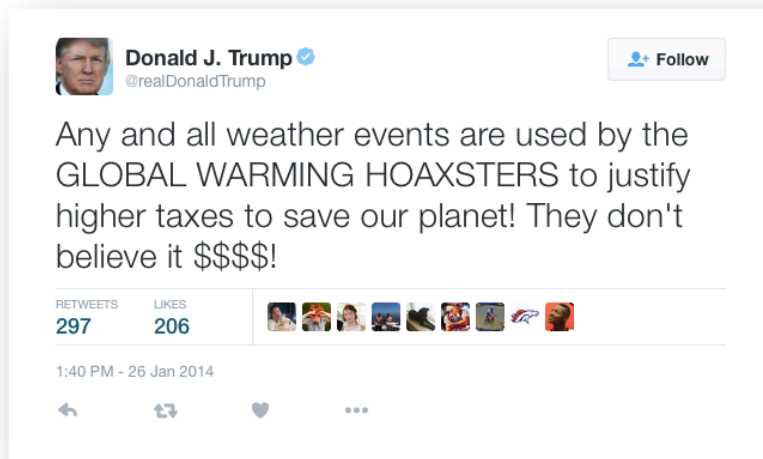 Donald J. Trump
@realDonaldTrump
Follow
Any and all weather events are used by the
GLOBAL WARMING HOAXSTERS to justify
higher taxes to save our planet! They don't
believe it $$$$!
RETWEETS LIKES
297 206
1:40 PM - 26 Jan 2014